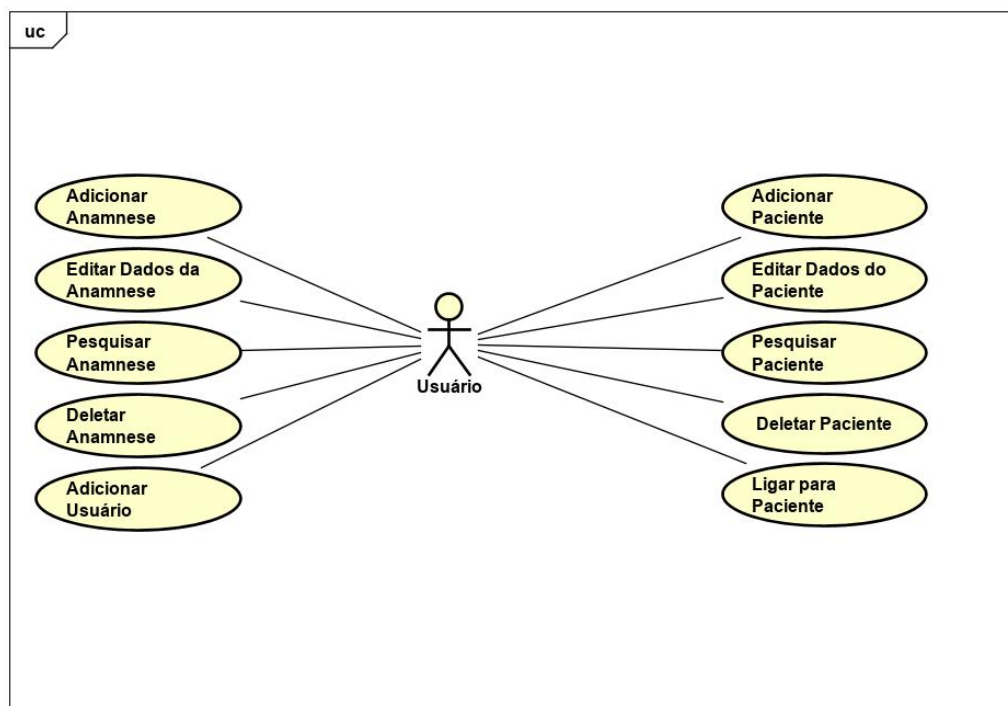 uc
Adicionar
Anamnese
Editar Dados da
Anamnese
Pesquisar
Anamnese
Deletar
Anamnese
Adicionar
Usuário
Usuário
Adicionar
Paciente
Editar Dados do
Paciente
Pesquisar
Paciente
Deletar Paciente
Ligar para
Paciente